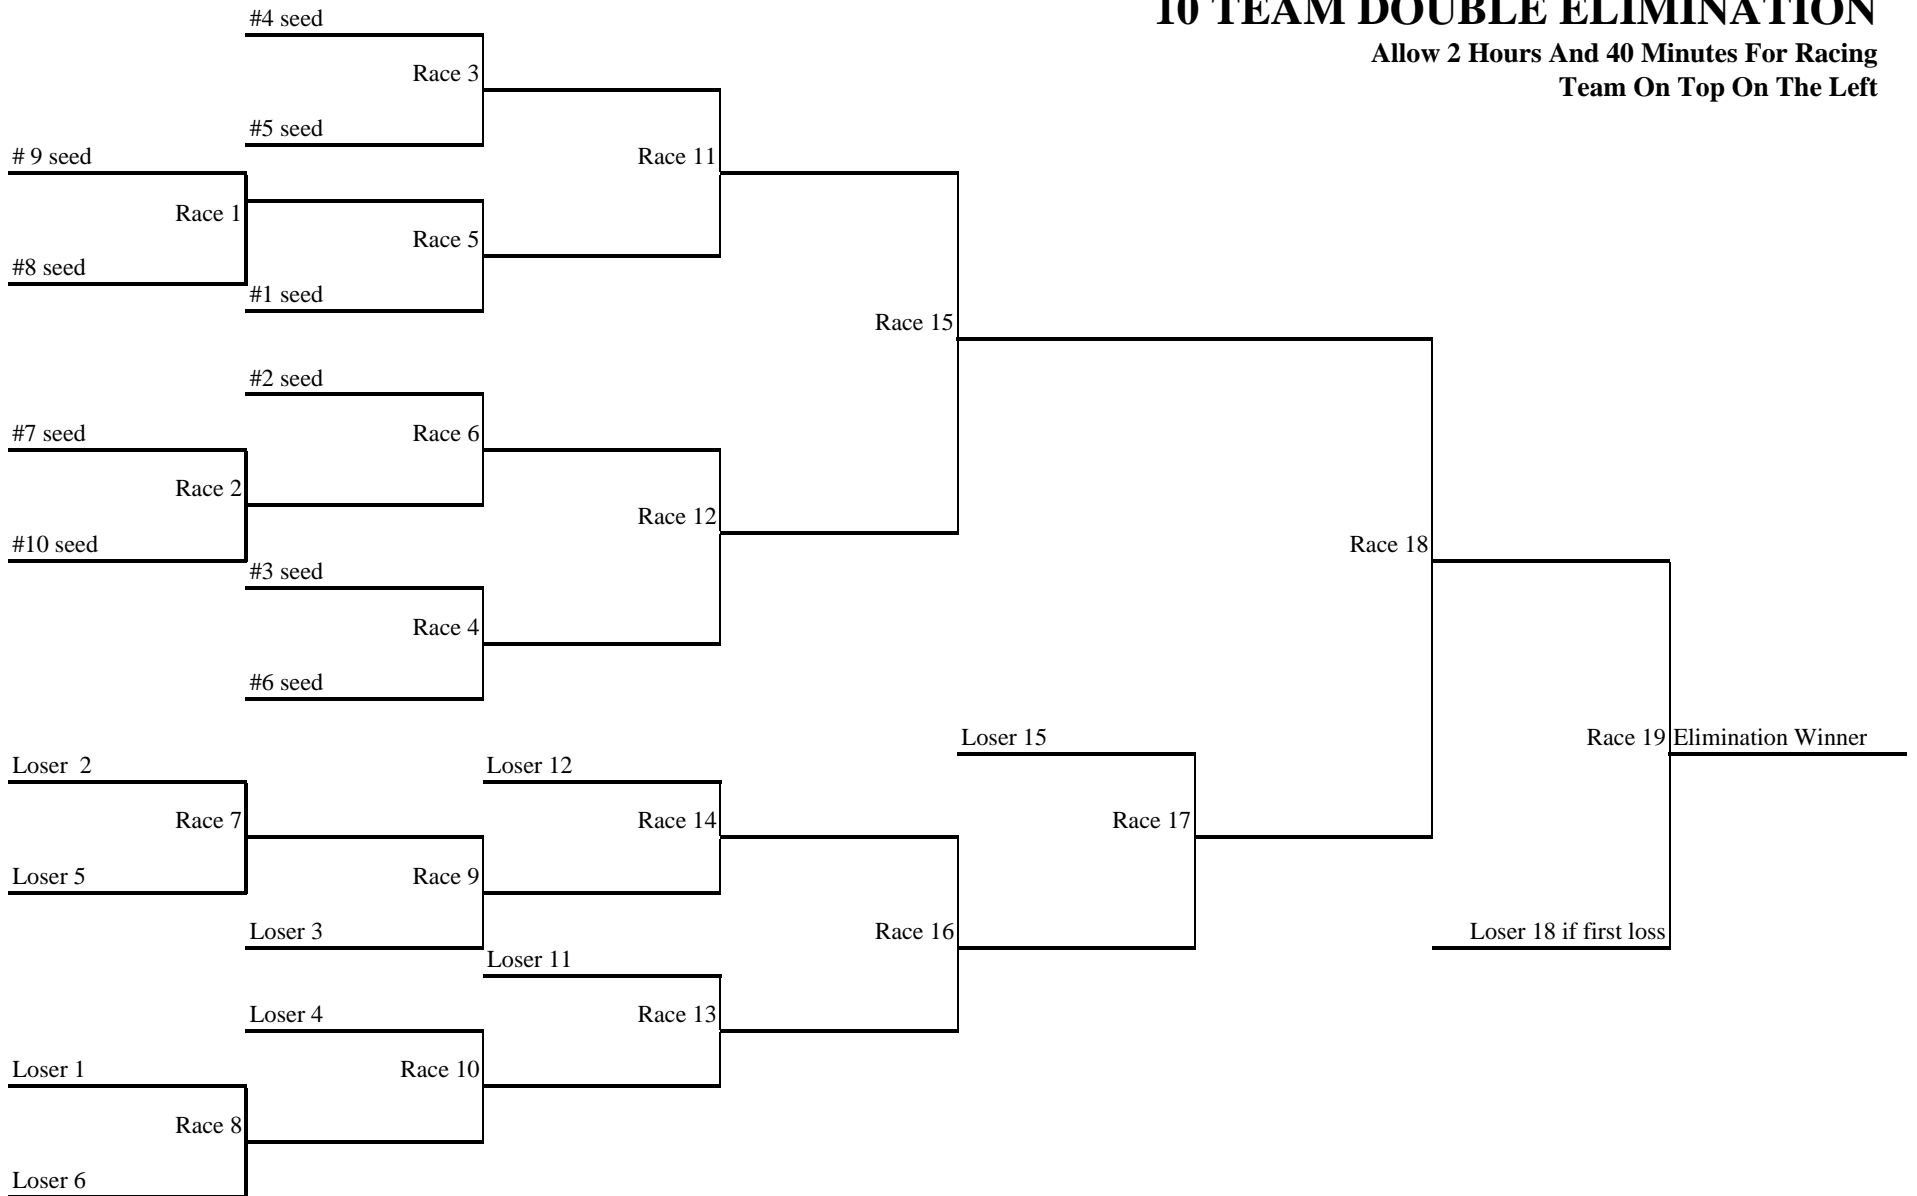 10 TEAM DOUBLE ELIMINATION
Allow 2 Hours And 40 Minutes For Racing
Team On Top On The Left
#4 seed
Race 3
#5 seed
# 9 seed
Race 11
Race 1
Race 5
#8 seed
#1 seed
Race 15
#2 seed
#7 seed
Race 6
Race 2
Race 12
#10 seed
Race 18
#3 seed
Race 4
#6 seed
Loser 15
Race 19 Elimination Winner
Loser 2
Loser 12
Race 7
Race 14
Race 17
Loser 5
Race 9
Loser 3
Race 16
Loser 18 if first loss
Loser 11
Loser 4
Race 13
Loser 1
Race 10
Race 8
Loser 6